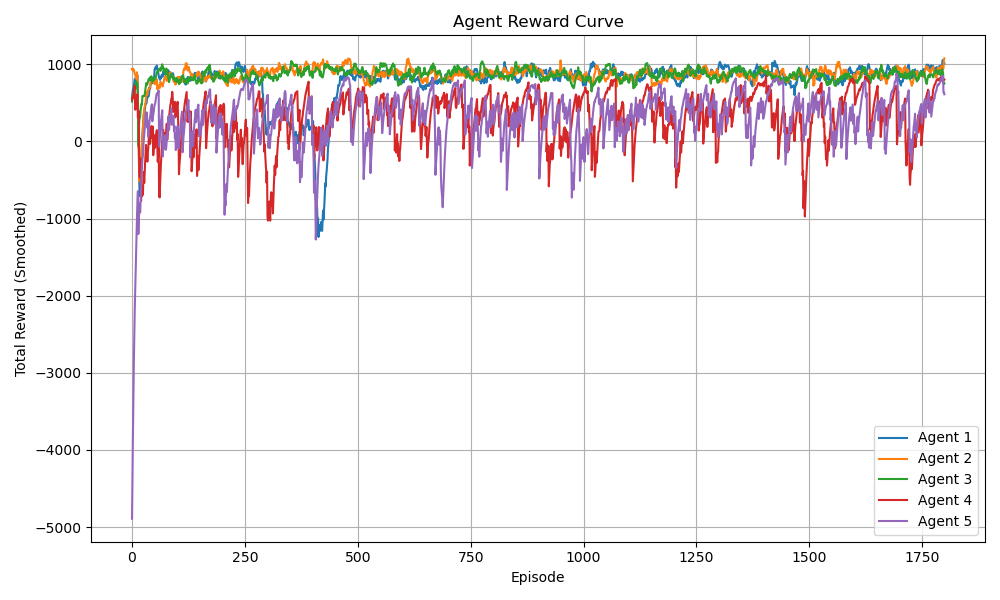 Agent Reward Curve
Total Reward (Smoothed)
1000
0
−1000
−2000
−3000
−4000
−5000
0 250 500 750 1000 1250 1500 1750
Episode
Agent 1
Agent 2
Agent 3
Agent 4
Agent 5